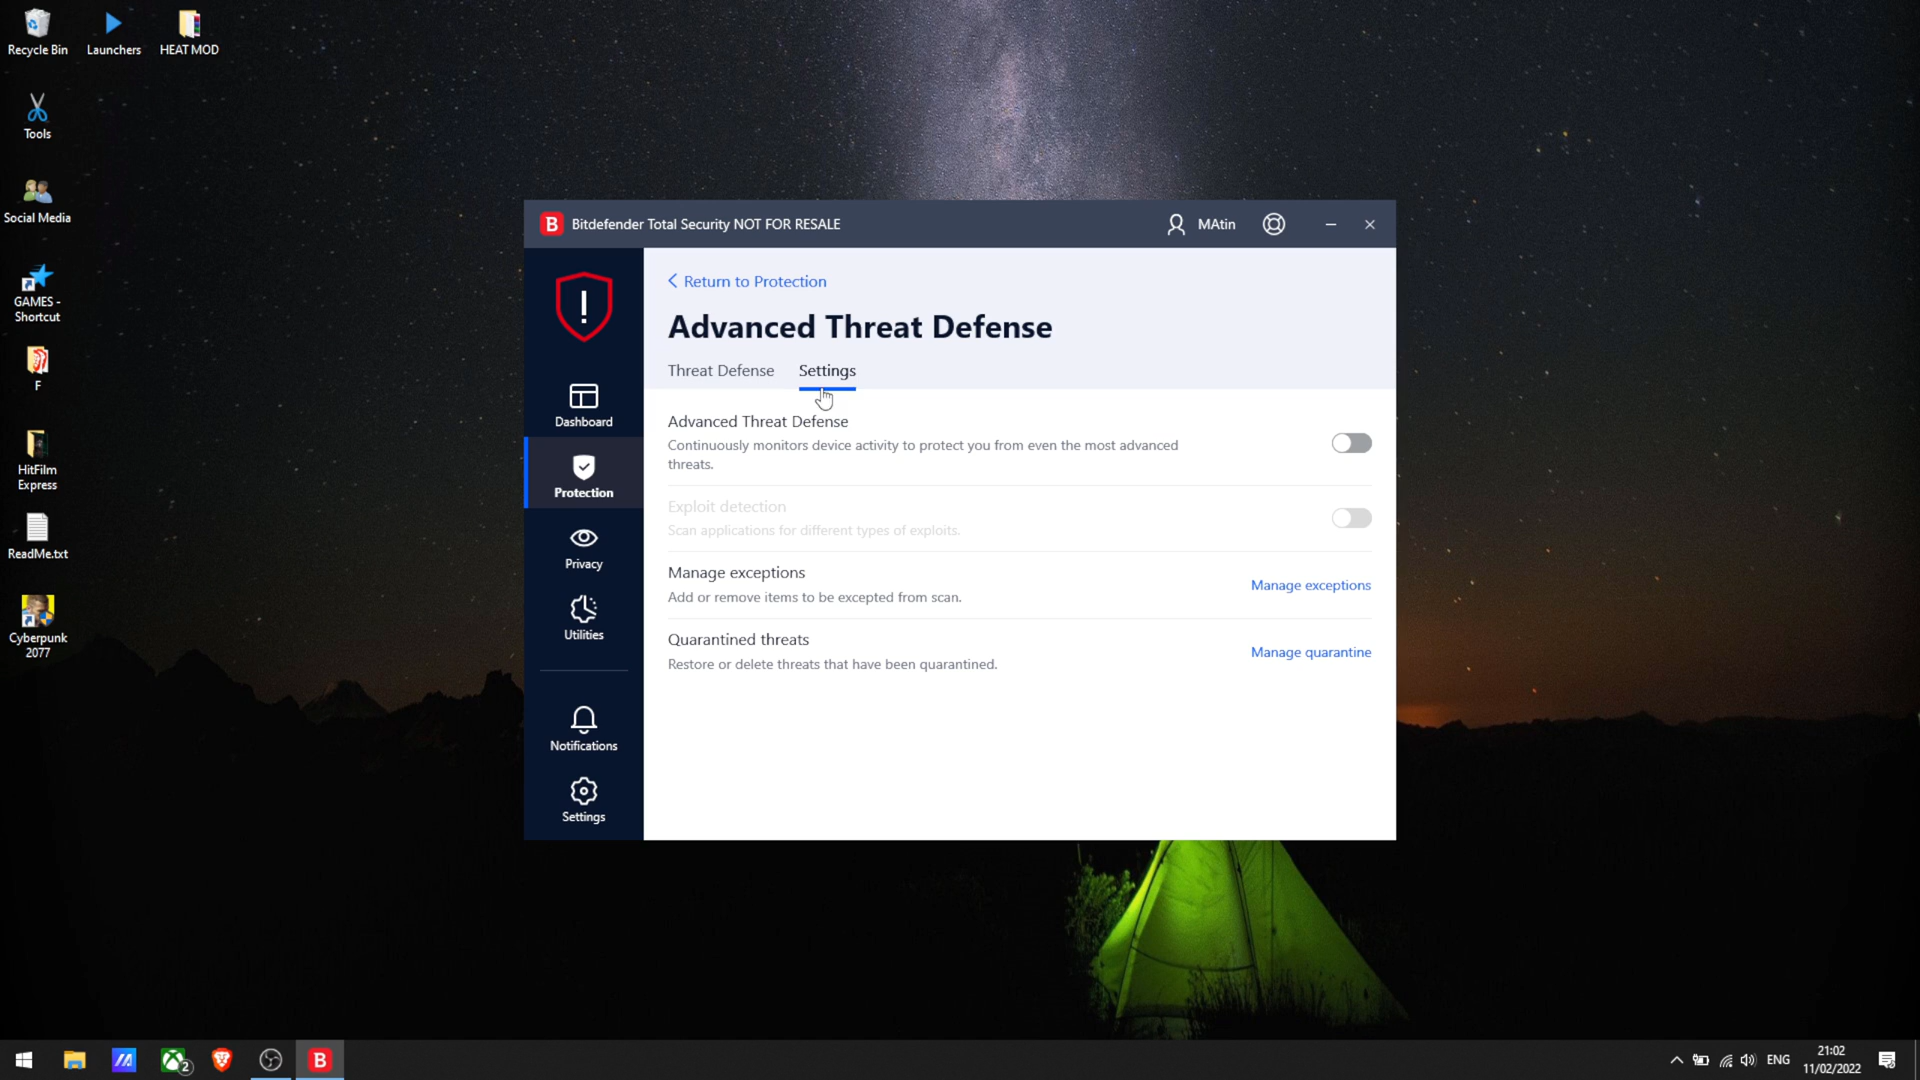 Recycle Bin
Launchers
HEAT MOD
Tools
Social Media
GAMES -
Shortcut
F
HitFilm
Express
ReadMe.txt
Cyberpunk
2077
B Bitdefender Total Security NOT FOR RESALE
MAtin
Dashboard
Protection
Privacy
Utilities
Notifications
Settings
Return to Protection
Advanced Threat Defense
Threat Defense Settings
Advanced Threat Defense
Continuously monitors device activity to protect you from even the most advanced
threats.
Exploit detection
Scan applications for different types of exploits.
Manage exceptions
Add or remove items to be excepted from scan.
Manage exceptions
Quarantined threats
Restore or delete threats that have been quarantined.
Manage quarantine
2
B
ENG
21:02
11/02/2022